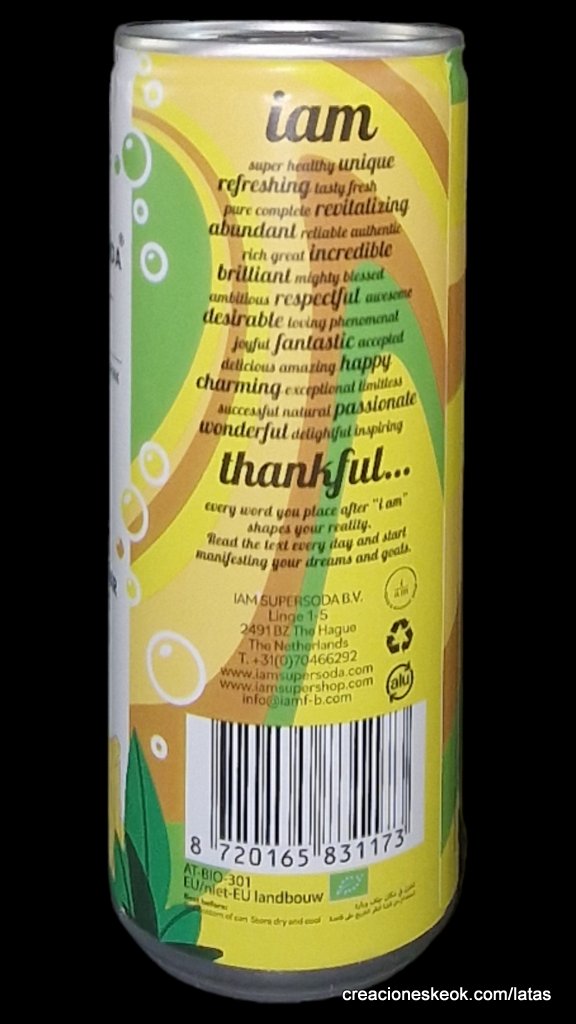 iam
super healthy unique
refreshing tasty fresh
pure complete revitalizing
abundant reliable authentic
rich great incredible
brilliant mighty blessed
ambitious respectful awesome
desirable loving phenomenal
joyful fantastic accepted
delicious amazing happy
charming exceptional limitless
successful natural passionate
wonderful delightful inspiring
thankful...
every word you place after "i am"
shapes your reality.
Read the text every day and start
manifesting your dreams and goals.
IAM SUPERSODA B.V.
Linge 1-5
2491 BZ The Hague
The Netherlands
T. +31(0)70466292
www.iamsupersoda.com
www.iamsupershop.com
info@iamf-b.com
alu
8 720165 831173
AT-BIO-301
EU/niet-EU landbouw
Best before:
bottom of can Store dry and cool
creacioneskeok.com/latas